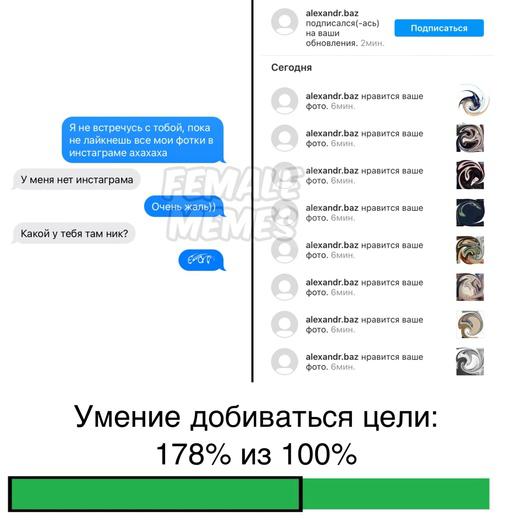 Я не встречусь с тобой, пока
не лайкнешь все мои фотки в
инстаграме ахахаха
У меня нет инстаграма
Очень жаль))
Какой у тебя там ник?
FEMALE
MEMES
alexandr.baz
подписался(-ась)
на ваши
обновления. 2мин.
Подписаться
Сегодня
alexandr.baz нравится ваше
фото. 6мин.
alexandr.baz нравится ваше
фото. 6мин.
alexandr.baz нравится ваше
фото. 6мин.
alexandr.baz нравится ваше
фото. 6мин.
alexandr.baz нравится ваше
фото. 6мин.
alexandr.baz нравится ваше
фото. 6мин.
alexandr.baz нравится ваше
фото. 6мин.
alexandr.baz нравится ваше
фото. 6мин.
Умение добиваться цели:
178% из 100%